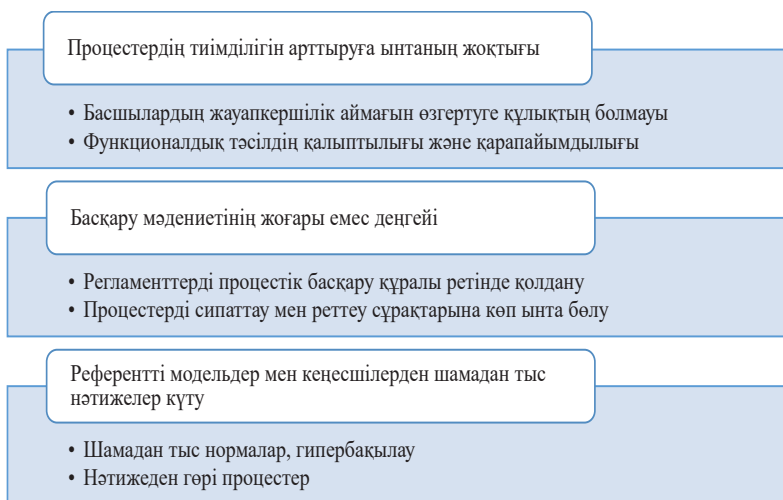 Процестердің тиімділігін арттыруға ынтаның жоқтығы
• Басшылардың жауапкершілік аймағын өзгертуге құлықтың болмауы
• Функционалдық тәсілдің қалыптылығы және қарапайымдылығы
Басқару мәдениетінің жоғары емес деңгейі
• Регламенттерді процестік басқару құралы ретінде қолдану
• Процестерді сипаттау мен реттеу сұрақтарына көп ынта бөлу
Референтті модельдер мен кеңесшілерден шамадан тыс
нәтижелер күту
• Шамадан тыс нормалар, гипербақылау
• Нәтижеден гөрі процестер